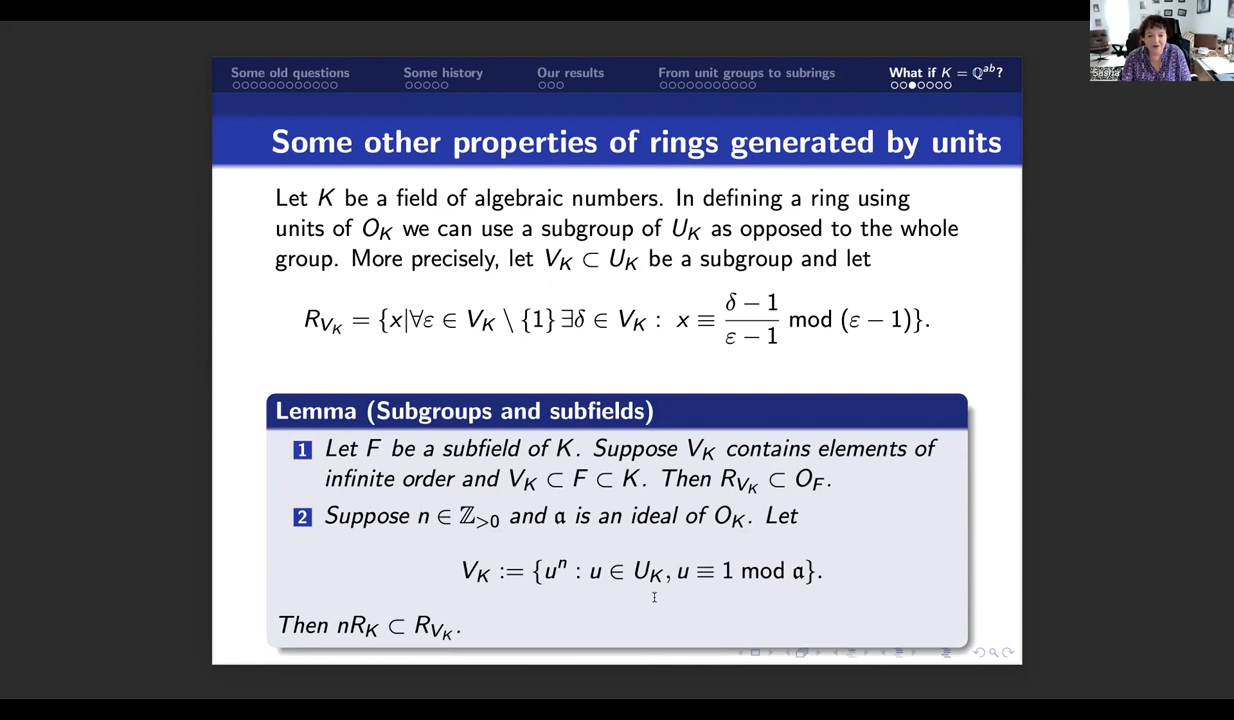 Some old questions Some history Our results From unit groups to subrings What if K = ℚ^{ab}?
Some other properties of rings generated by units
Let K be a field of algebraic numbers. In defining a ring using
units of O_K we can use a subgroup of U_K as opposed to the whole
group. More precisely, let V_K ⊂ U_K be a subgroup and let
R_{V_K} = {x|∀ε ∈ V_K \ {1} ∃δ ∈ V_K : x ≡ \frac{δ − 1}{ε − 1} mod (ε − 1)}.
Lemma (Subgroups and subfields)
1 Let F be a subfield of K. Suppose V_K contains elements of
infinite order and V_K ⊂ F ⊂ K. Then R_{V_K} ⊂ O_F.
2 Suppose n ∈ ℤ_{>0} and 𝔞 is an ideal of O_K. Let
V_K := {u^n : u ∈ U_K, u ≡ 1 mod 𝔞}.
Then nR_K ⊂ R_{V_K}.